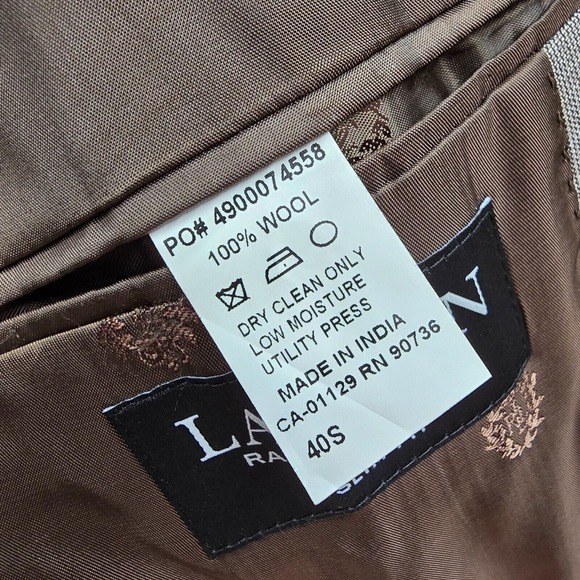 PO# 4900074558
100% WOOL
DRY CLEAN ONLY
LOW MOISTURE
UTILITY PRESS
MADE IN INDIA
CA-01129 RN 90736
40S